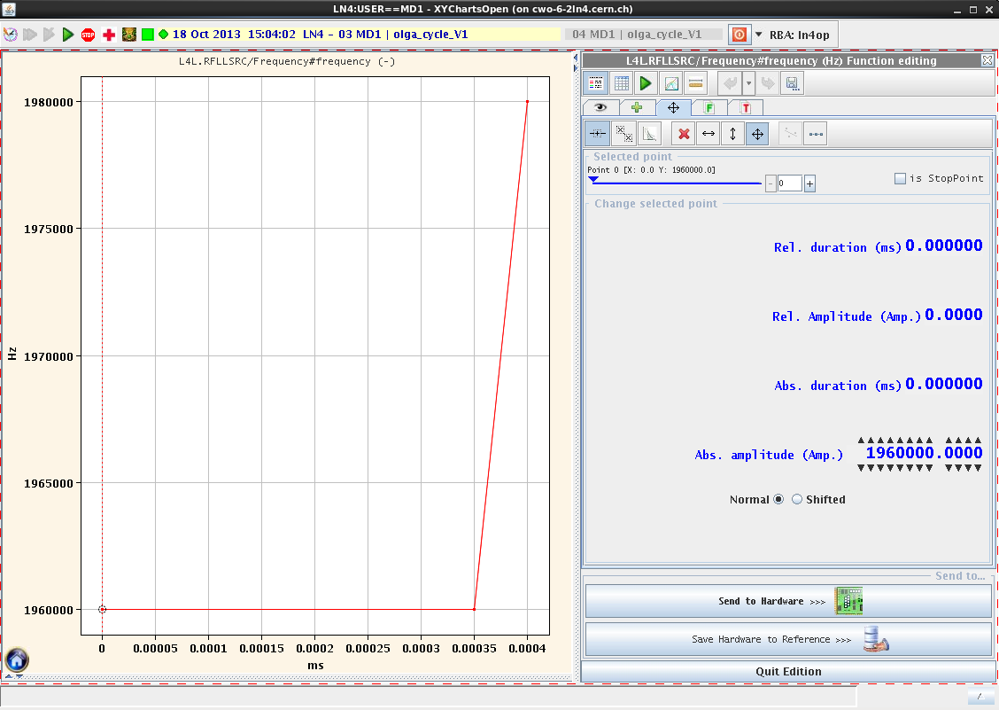 LN4:USER==MD1 - XYChartsOpen (on cwo-6-2ln4.cern.ch)
STOP
18 Oct 2013 15:04:02 LN4 - 03 MD1 | olga_cycle_V1
04 MD1 | olga_cycle_V1
RBA: ln4op
L4L.RFLLSRC/Frequency#frequency (-)
1980000
1975000
1970000
1965000
1960000
Hz
0 0.00005 0.0001 0.00015 0.0002 0.00025 0.0003 0.00035 0.0004
ms
L4L.RFLLSRC/Frequency#frequency (Hz) Function editing
F
T
Selected point
Point 0 [X: 0.0 Y: 1960000.0]
- 0 +
is StopPoint
Change selected point
Rel. duration (ms) 0.000000
Rel. Amplitude (Amp.) 0.0000
Abs. duration (ms) 0.000000
Abs. amplitude (Amp.) 1960000.0000
Normal Shifted
Send to...
Send to Hardware >>>
Save Hardware to Reference >>>
Quit Edition